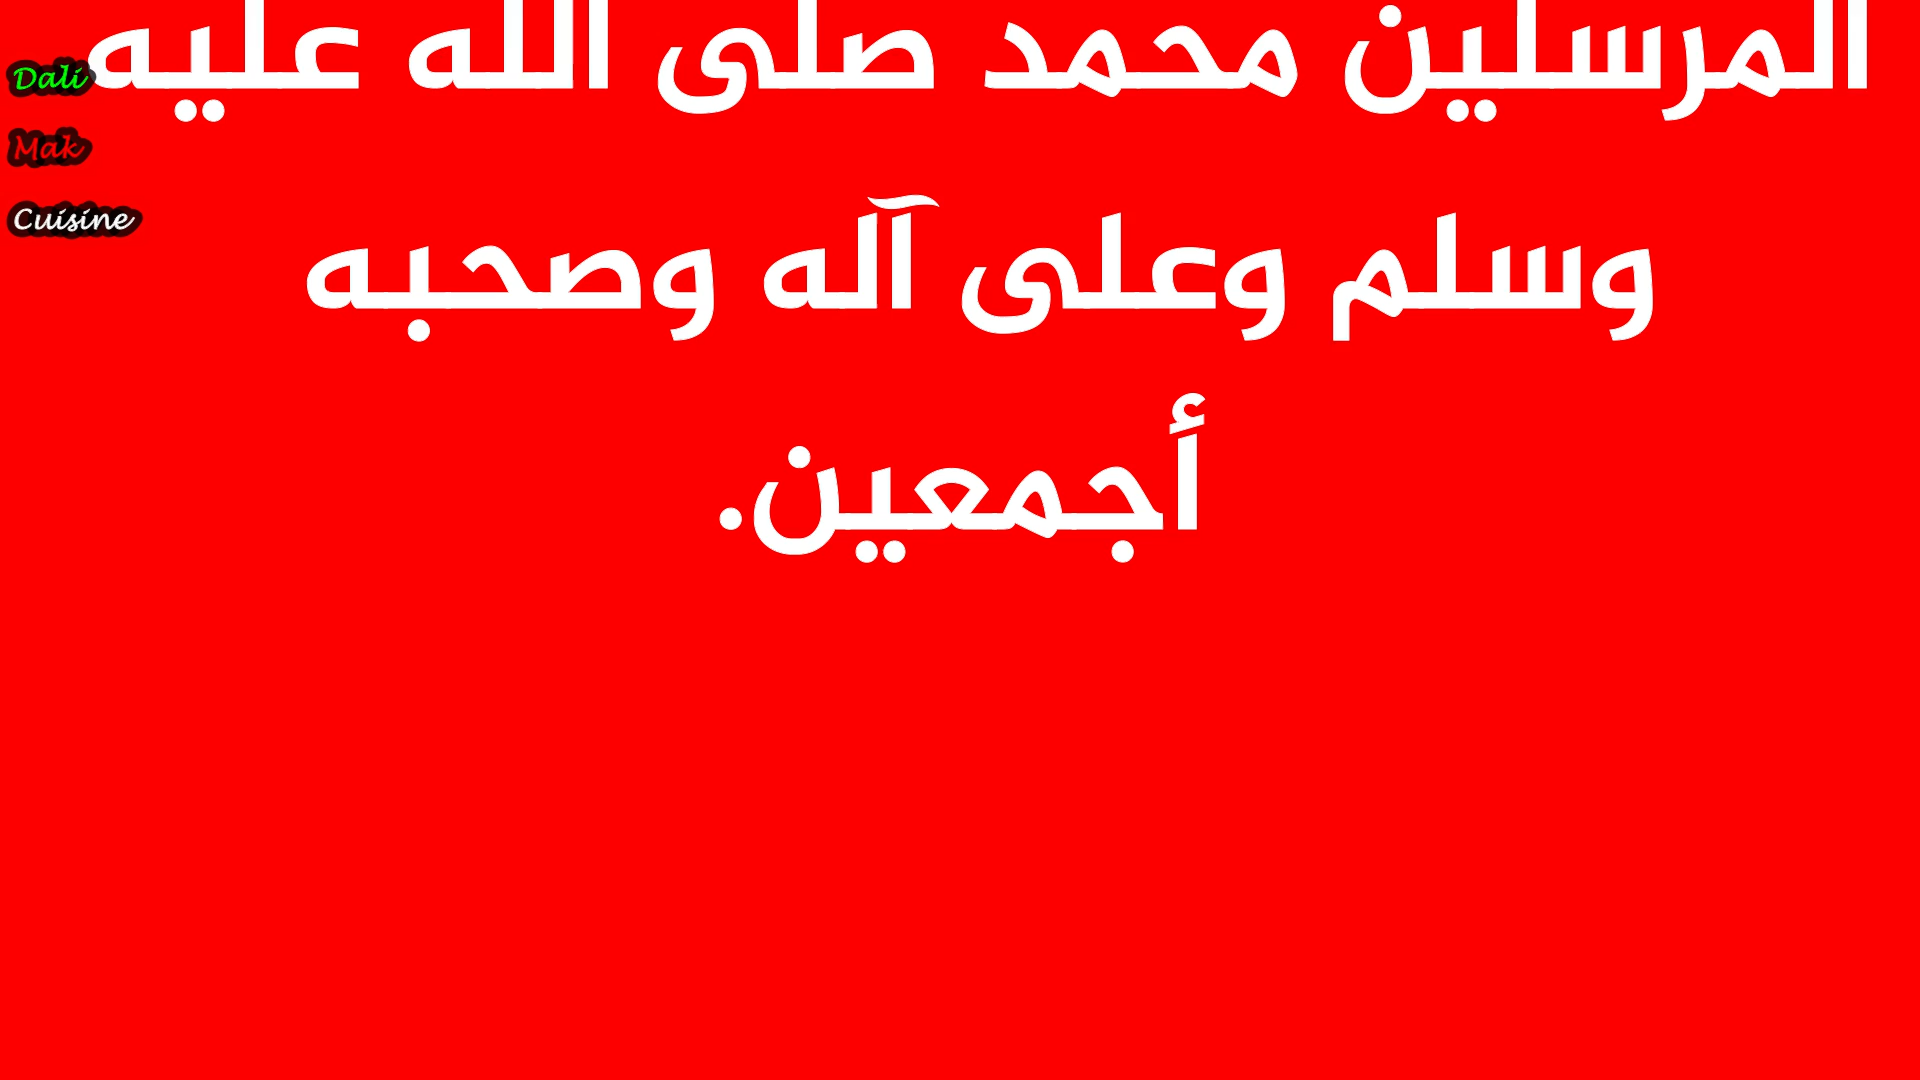 المرسلين محمد صلى الله عليه
وسلم وعلى آله وصحبه
أجمعين.
Dali
Mak
Cuisine